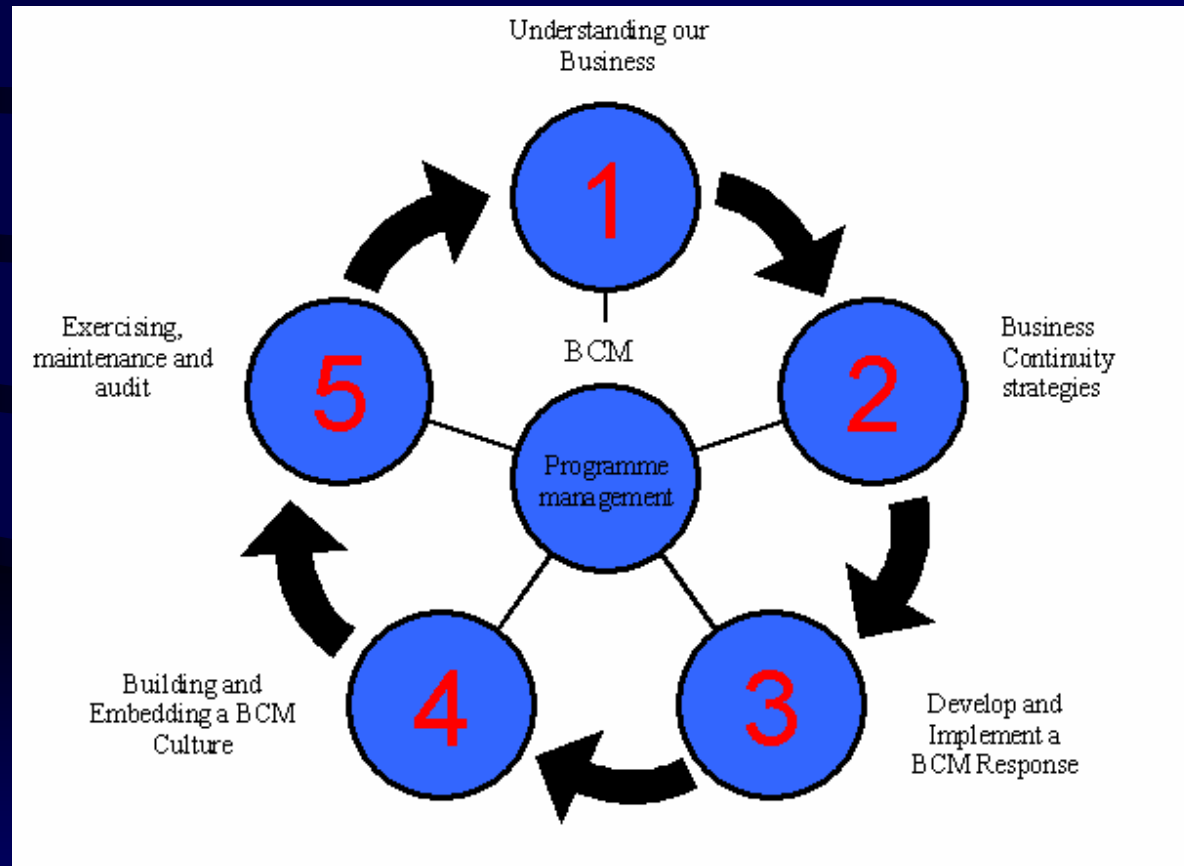 Understanding our
Business
1
BCM
2
Business
Continuity
strategies
Exercising,
maintenance and
audit
5
Programme
management
4
Building and
Embedding a BCM
Culture
3
Develop and
Implement a
BCM Response